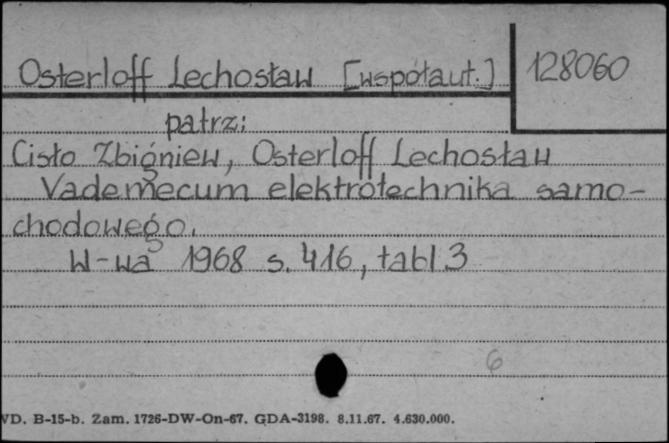 Osterloff Lechosław [współaut.] 128060
patrz:
Cisło Zbigniew, Osterloff Lechosław
Vademecum elektrotechnika samo-
chodowego.
W-wa 1968 s. 416, tabl 3
6
VD. B-15-b. Zam. 1726-DW-On-67. GDA-3198. 8.11.67. 4.630.000.